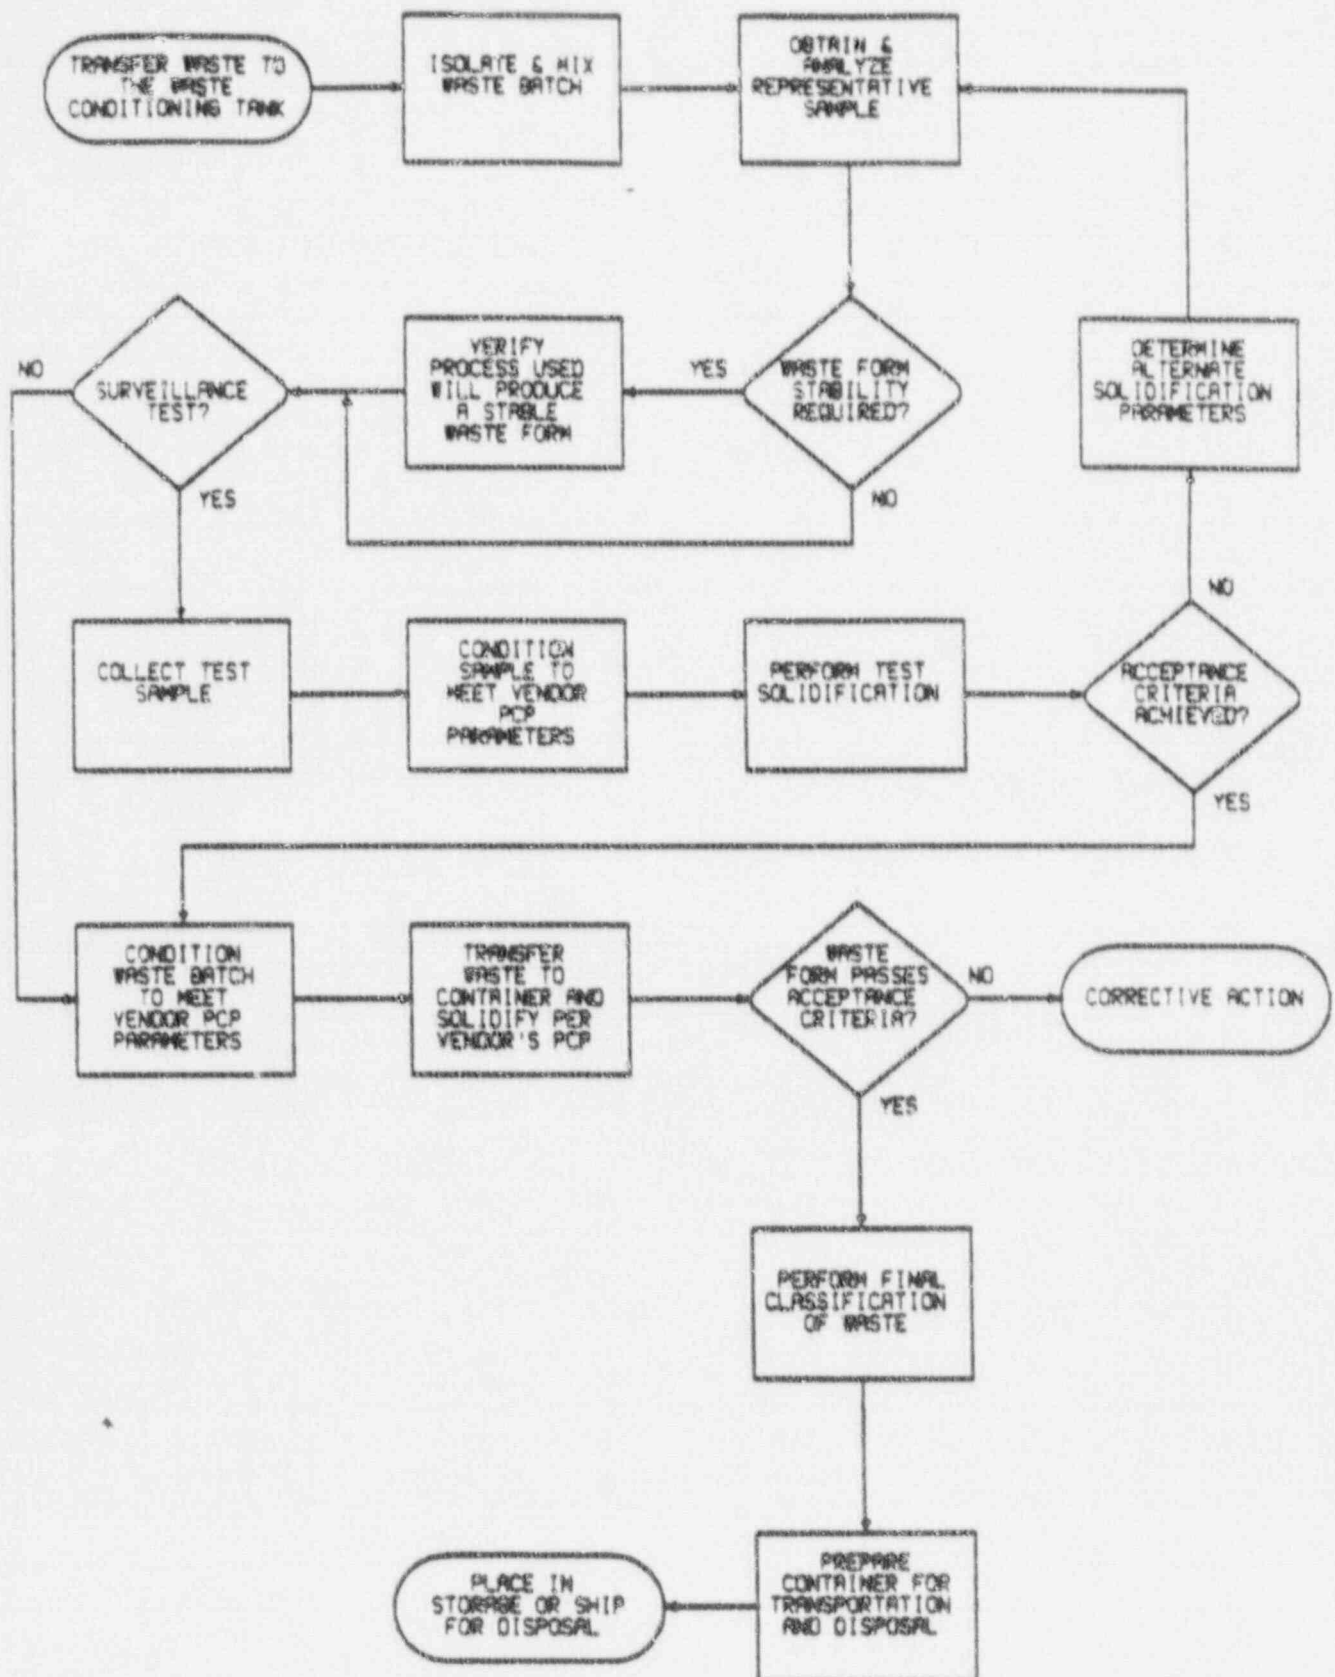 TRANSFER WASTE TO
THE WASTE
CONDITIONING TANK
ISOLATE & MIX
WASTE BATCH
OBTAIN &
ANALYZE
REPRESENTATIVE
SAMPLE
NO
SURVEILLANCE
TEST?
YES
VERIFY
PROCESS USED
WILL PRODUCE
A STABLE
WASTE FORM
YES
WASTE FORM
STABILITY
REQUIRED?
NO
DETERMINE
ALTERNATE
SOLIDIFICATION
PARAMETERS
NO
COLLECT TEST
SAMPLE
CONDITION
SAMPLE TO
MEET VENDOR
PCP
PARAMETERS
PERFORM TEST
SOLIDIFICATION
ACCEPTANCE
CRITERIA
ACHIEVED?
YES
CONDITION
WASTE BATCH
TO MEET
VENDOR PCP
PARAMETERS
TRANSFER
WASTE TO
CONTAINER AND
SOLIDIFY PER
VENDOR'S PCP
WASTE
FORM PASSES
ACCEPTANCE
CRITERIA?
NO
CORRECTIVE ACTION
YES
PERFORM FINAL
CLASSIFICATION
OF WASTE
PLACE IN
STORAGE OR SHIP
FOR DISPOSAL
PREPARE
CONTAINER FOR
TRANSPORTATION
AND DISPOSAL